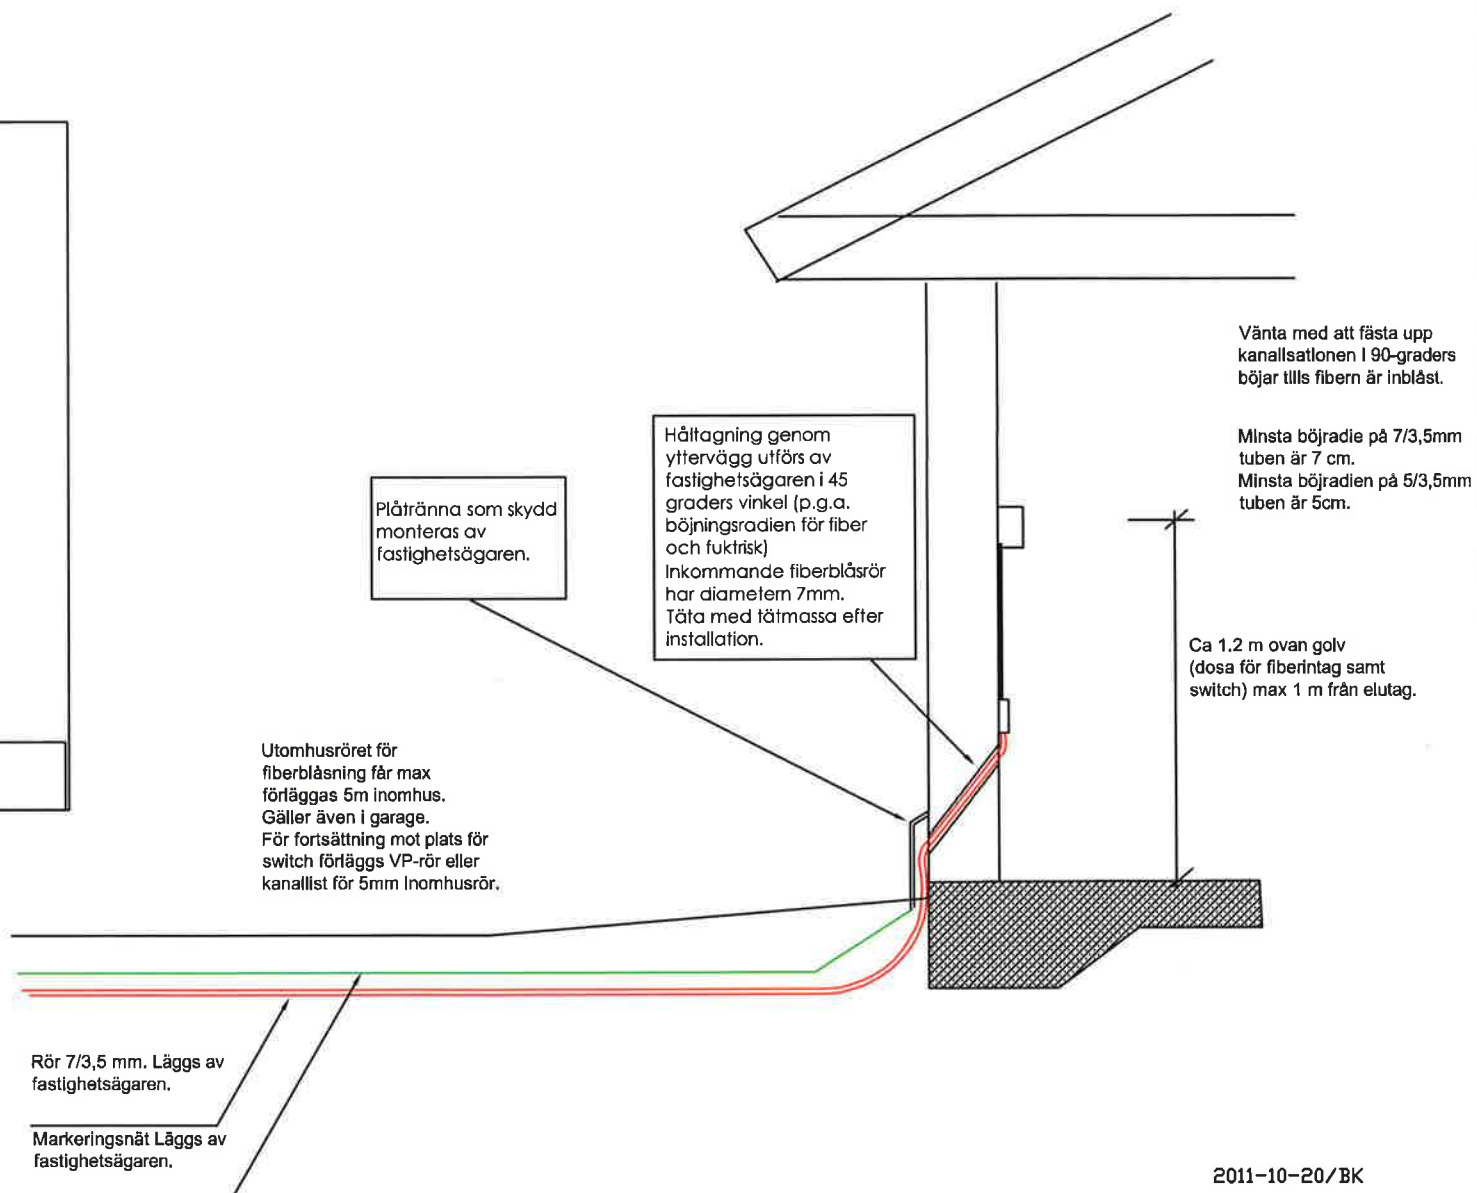 Vänta med att fästa upp
kanalisationen i 90-graders
böjar tills fibern är inblåst.
Minsta böjradie på 7/3,5mm
tuben är 7 cm.
Minsta böjradien på 5/3,5mm
tuben är 5cm.
Håltagning genom
yttervägg utförs av
fastighetsägaren i 45
graders vinkel (p.g.a.
böjningsradien för fiber
och fuktrisk)
Inkommande fiberblåsrör
har diametern 7mm.
Täta med tätmassa efter
installation.
Plåtränna som skydd
monteras av
fastighetsägaren.
Ca 1.2 m ovan golv
(dosa för fiberintag samt
switch) max 1 m från elutag.
Utomhusröret för
fiberblåsning får max
förläggas 5m inomhus.
Gäller även i garage.
För fortsättning mot plats för
switch förläggs VP-rör eller
kanallist för 5mm Inomhusrör.
Rör 7/3,5 mm. Läggs av
fastighetsägaren.
Markeringsnät Läggs av
fastighetsägaren.
2011-10-20/BK